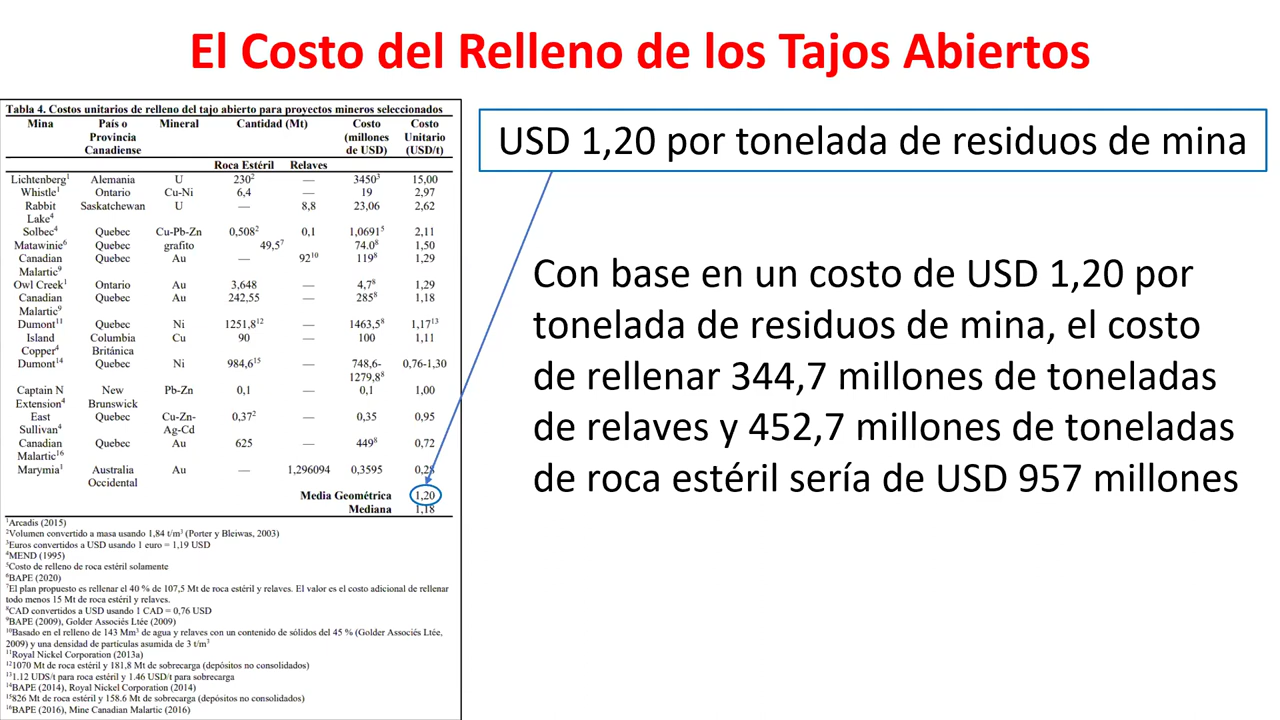 El Costo del Relleno de los Tajos Abiertos
Tabla 4. Costos unitarios de relleno del tajo abierto para proyectos mineros seleccionados
Mina País o Provincia Canadiense Mineral Cantidad (Mt) Costo (millones de USD) Costo Unitario (USD/t)
Roca Estéril Relaves
Lichtenberg¹ Alemania U 230² — 3450³ 15,00
Whistle¹ Ontario Cu-Ni 6,4 — 19 2,97
Rabbit Lake⁴ Saskatchewan U — 8,8 23,06 2,62
Solbec⁴ Quebec Cu-Pb-Zn 0,508² 0,1 1,0691⁵ 2,11
Matawinie⁶ Quebec grafito 49,5⁷ 74.0⁸ 1,50
Canadian Malartic⁹ Quebec Au — 92¹⁰ 119⁸ 1,29
Owl Creek¹ Ontario Au 3,648 — 4,7⁸ 1,29
Canadian Malartic⁹ Quebec Au 242,55 — 285⁸ 1,18
Dumont¹¹ Quebec Ni 1251,8¹² — 1463,5⁸ 1,17¹³
Island Copper⁴ Columbia Británica Cu 90 — 100 1,11
Dumont¹⁴ Quebec Ni 984,6¹⁵ — 748,6-1279,8⁸ 0,76-1,30
Captain N Extension⁴ New Brunswick Pb-Zn 0,1 — 0,1 1,00
East Sullivan⁴ Quebec Cu-Zn-Ag-Cd 0,37² — 0,35 0,95
Canadian Malartic¹⁶ Quebec Au 625 — 449⁸ 0,72
Marymia¹ Australia Occidental Au — 1,296094 0,3595 0,28
Media Geométrica 1,20
Mediana 1,18
¹Arcadis (2015)
²Volumen convertido a masa usando 1,84 t/m³ (Porter y Bleiwas, 2003)
³Euros convertidos a USD usando 1 euro = 1,19 USD
⁴MEND (1995)
⁵Costo de relleno de roca estéril solamente
⁶BAPE (2020)
⁷El plan propuesto es rellenar el 40 % de 107,5 Mt de roca estéril y relaves. El valor es el costo adicional de rellenar
todo menos 15 Mt de roca estéril y relaves.
⁸CAD convertidos a USD usando 1 CAD = 0,76 USD
⁹BAPE (2009), Golder Associés Ltée (2009)
¹⁰Basado en el relleno de 143 Mm³ de agua y relaves con un contenido de sólidos del 45 % (Golder Associés Ltée,
2009) y una densidad de partículas asumida de 3 t/m³
¹¹Royal Nickel Corporation (2013a)
¹²1070 Mt de roca estéril y 181,8 Mt de sobrecarga (depósitos no consolidados)
¹³1.12 UDS/t para roca estéril y 1.46 USD/t para sobrecarga
¹⁴BAPE (2014), Royal Nickel Corporation (2014)
¹⁵826 Mt de roca estéril y 158.6 Mt de sobrecarga (depósitos no consolidados)
¹⁶BAPE (2016), Mine Canadian Malartic (2016)
USD 1,20 por tonelada de residuos de mina
Con base en un costo de USD 1,20 por
tonelada de residuos de mina, el costo
de rellenar 344,7 millones de toneladas
de relaves y 452,7 millones de toneladas
de roca estéril sería de USD 957 millones